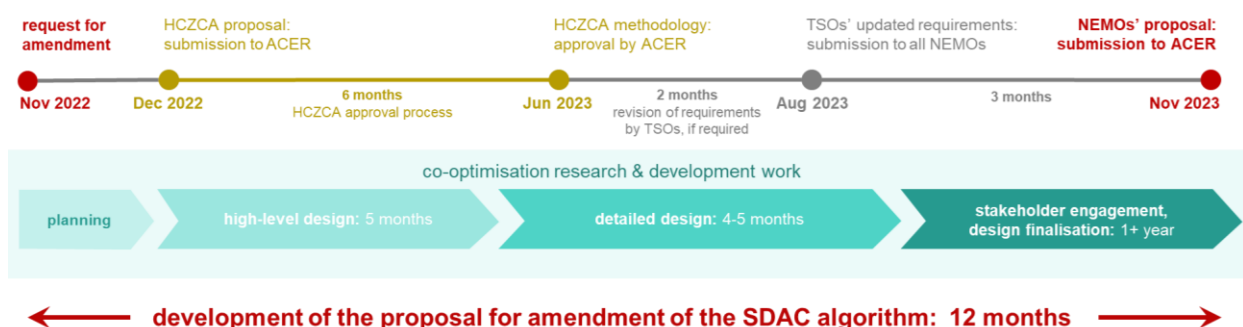 request for
amendment
HCZCA proposal:
submission to ACER
HCZCA methodology:
approval by ACER
TSOs’ updated requirements:
submission to all NEMOs
NEMOs’ proposal:
submission to ACER
Nov 2022
Dec 2022
6 months
HCZCA approval process
Jun 2023
2 months
revision of requirements
by TSOs, if required
Aug 2023
3 months
Nov 2023
co-optimisation research & development work
planning
high-level design: 5 months
detailed design: 4-5 months
stakeholder engagement,
design finalisation: 1+ year
development of the proposal for amendment of the SDAC algorithm: 12 months